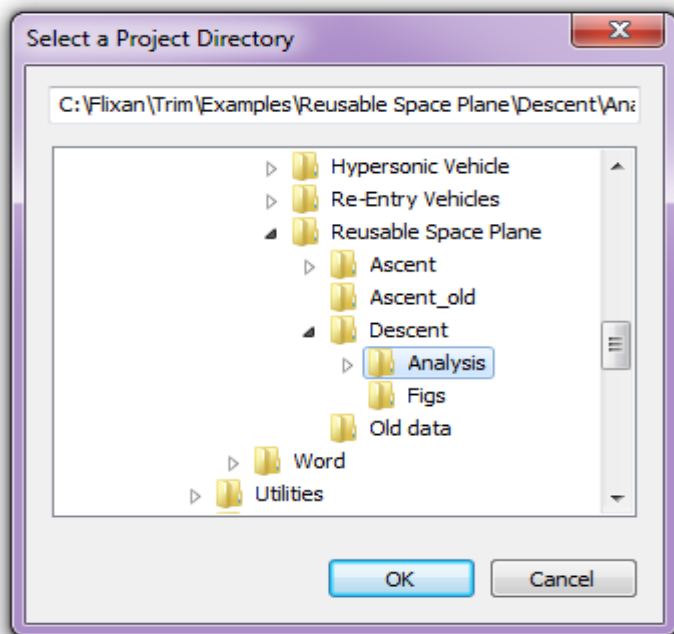 Select a Project Directory
C:\Flixan\Trim\Examples\Reusable Space Plane\Descent\Ana
Hypersonic Vehicle
Re-Entry Vehicles
Reusable Space Plane
Ascent
Ascent_old
Descent
Analysis
Figs
Old data
Word
Utilities
OK Cancel